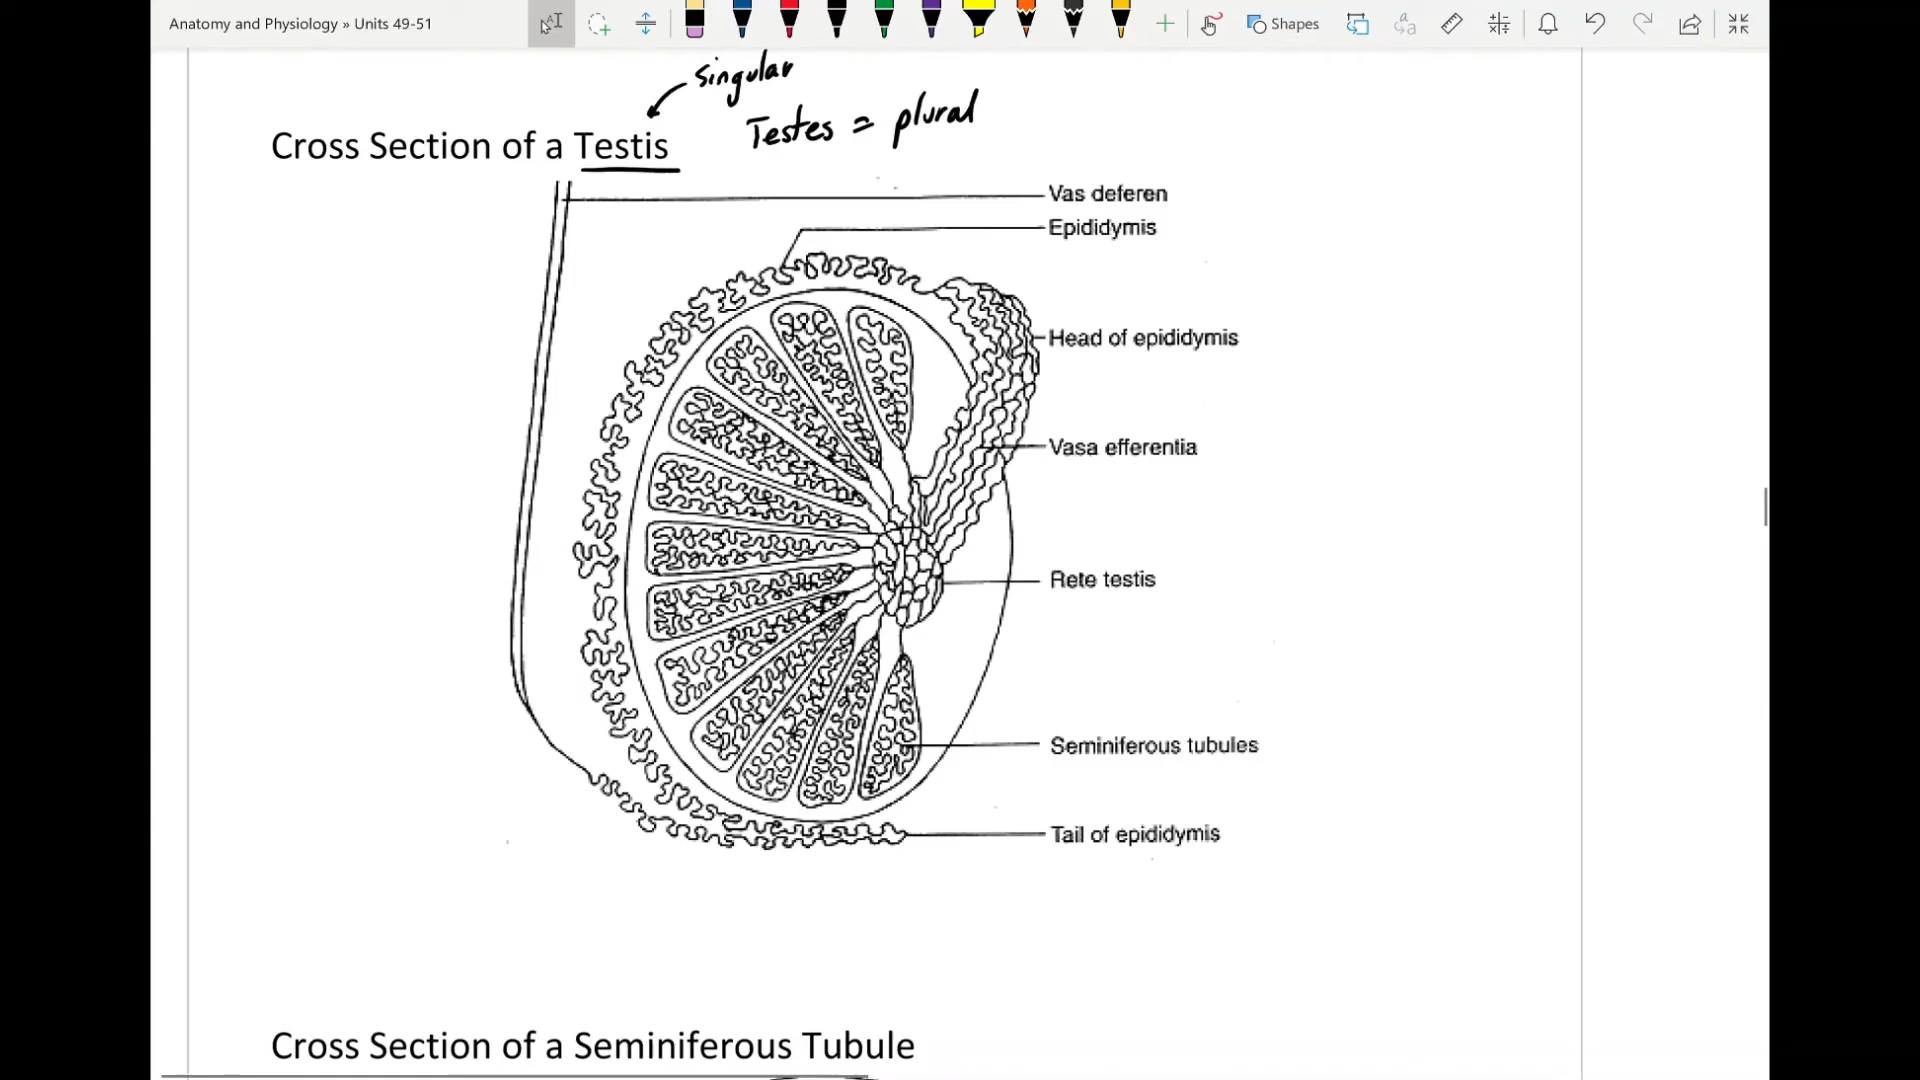 Anatomy and Physiology » Units 49-51
Shapes
singular
Testes = plural
Cross Section of a Testis
Vas deferen
Epididymis
Head of epididymis
Vasa efferentia
Rete testis
Seminiferous tubules
Tail of epididymis
Cross Section of a Seminiferous Tubule